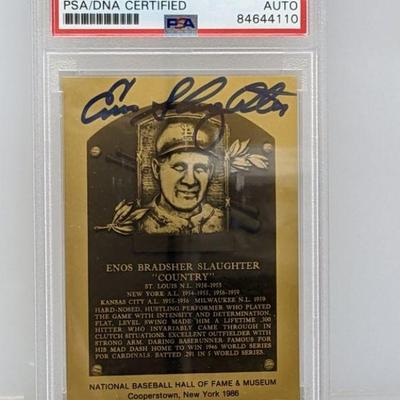 PSA/DNA CERTIFIED AUTO
PSA 84644110
Enos Slaughter
ENOS BRADSHER SLAUGHTER
"COUNTRY"
ST. LOUIS N.L. 1938-1953
NEW YORK A.L. 1954-1955, 1956-1959
KANSAS CITY A.L. 1955-1956 MILWAUKEE N.L. 1959
HARD-NOSED, HUSTLING PERFORMER WHO PLAYED
THE GAME WITH INTENSITY AND DETERMINATION.
FLAT, LEVEL SWING MADE HIM A LIFETIME .300
HITTER WHO INVARIABLY CAME THROUGH IN
CLUTCH SITUATIONS. EXCELLENT OUTFIELDER WITH
STRONG ARM. DARING BASERUNNER FAMOUS FOR
HIS MAD DASH HOME TO WIN 1946 WORLD SERIES
FOR CARDINALS. BATTED .291 IN 5 WORLD SERIES.
NATIONAL BASEBALL HALL OF FAME & MUSEUM
Cooperstown, New York 1986